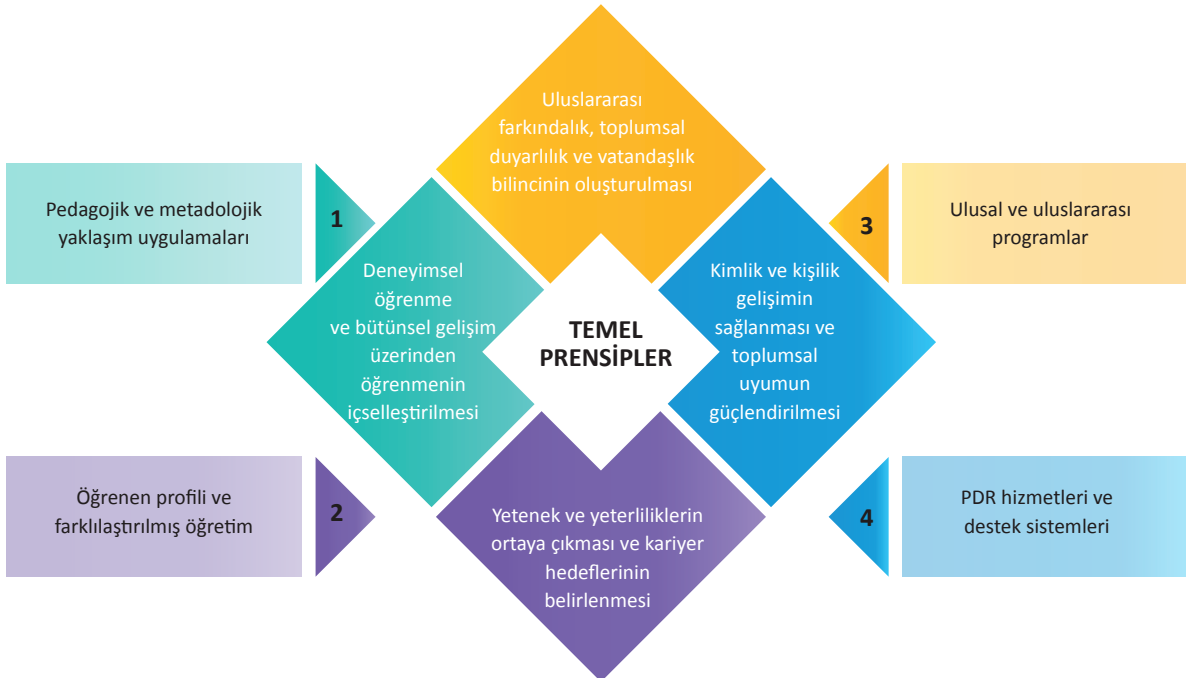 Uluslararası
farkındalık, toplumsal
duyarlılık ve vatandaşlık
bilincinin oluşturulması
Pedagojik ve metadolojik
yaklaşım uygulamaları
1
3
Ulusal ve uluslararası
programlar
Deneyimsel
öğrenme
ve bütünsel gelişim
üzerinden
öğrenmenin
içselleştirilmesi
TEMEL
PRENSİPLER
Kimlik ve kişilik
gelişimin
sağlanması ve
toplumsal
uyumun
güçlendirilmesi
Öğrenen profili ve
farklılaştırılmış öğretim
2
Yetenek ve yeterliliklerin
ortaya çıkması ve kariyer
hedeflerinin
belirlenmesi
4
PDR hizmetleri ve
destek sistemleri